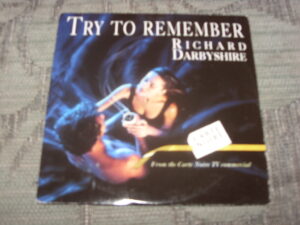 TRY TO REMEMBER
RICHARD
DARBYSHIRE
From the Carte Noire TV commercial